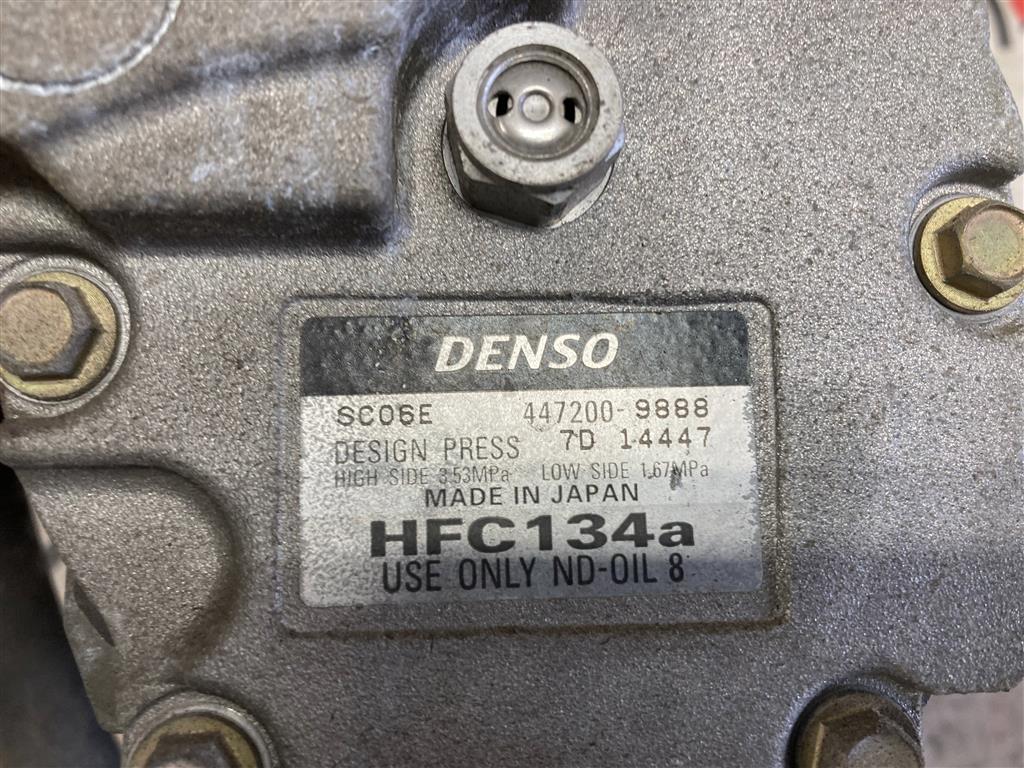 DENSO
SC06E 447200-9888
DESIGN PRESS 7D 14447
HIGH SIDE 3.53MPa LOW SIDE 1.67MPa
MADE IN JAPAN
HFC134a
USE ONLY ND-OIL 8